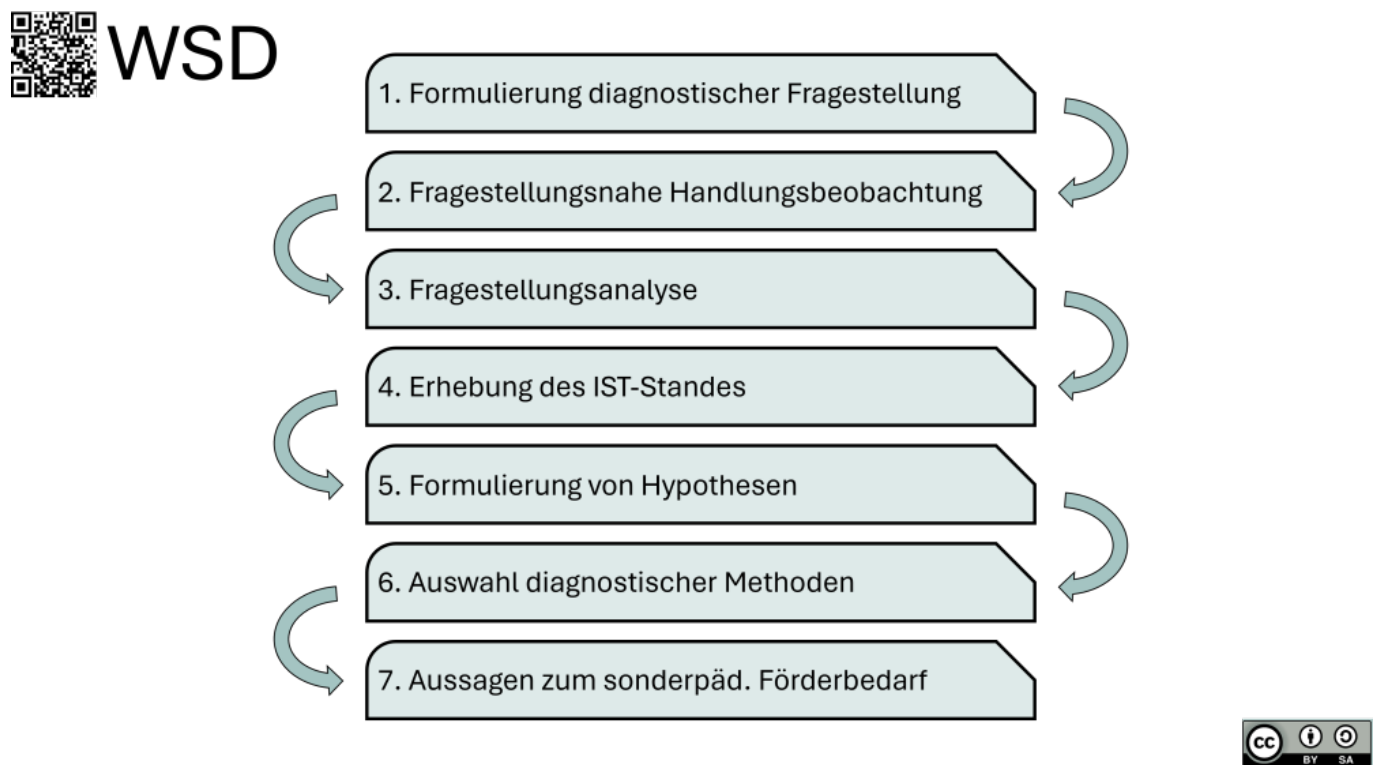 WSD
1. Formulierung diagnostischer Fragestellung
2. Fragestellungsnahe Handlungsbeobachtung
3. Fragestellungsanalyse
4. Erhebung des IST-Standes
5. Formulierung von Hypothesen
6. Auswahl diagnostischer Methoden
7. Aussagen zum sonderpäd. Förderbedarf
cc
BY SA